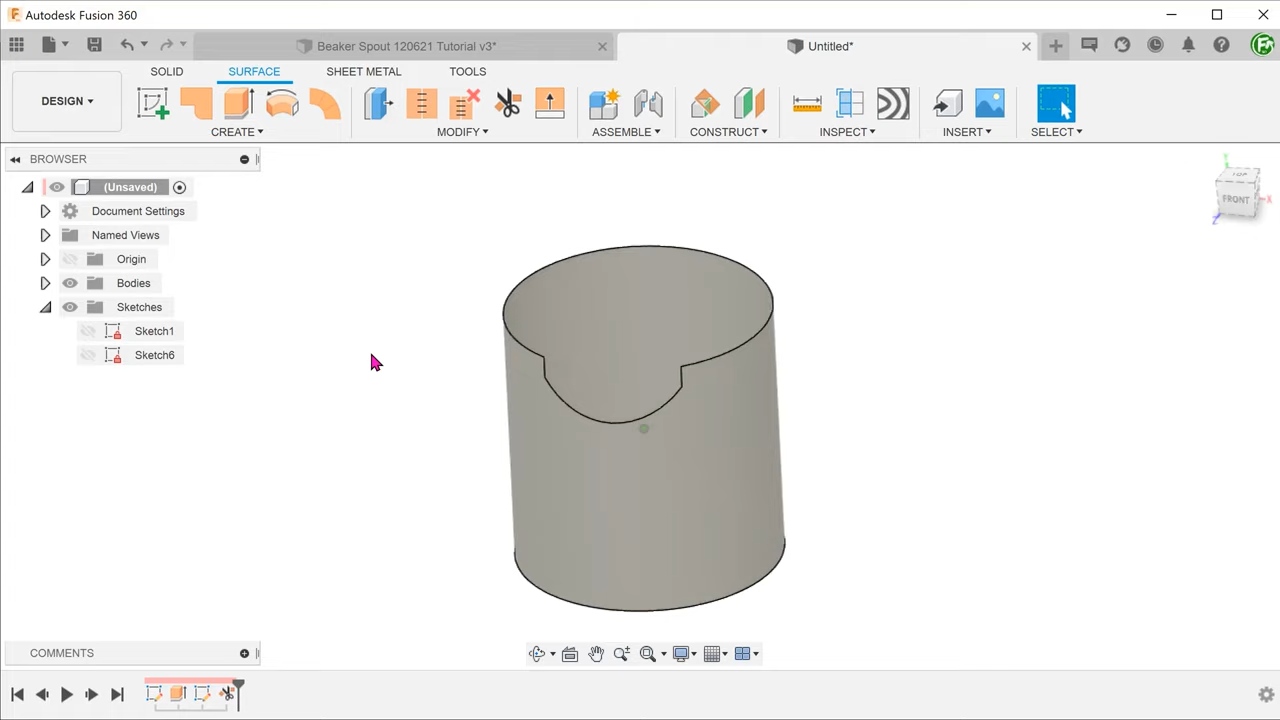 Autodesk Fusion 360
Beaker Spout 120621 Tutorial v3*
Untitled*
SOLID SURFACE SHEET METAL TOOLS
DESIGN
CREATE MODIFY ASSEMBLE CONSTRUCT INSPECT INSERT SELECT
BROWSER
(Unsaved)
Document Settings
Named Views
Origin
Bodies
Sketches
Sketch1
Sketch6
TOP
FRONT
X
Y
Z
COMMENTS